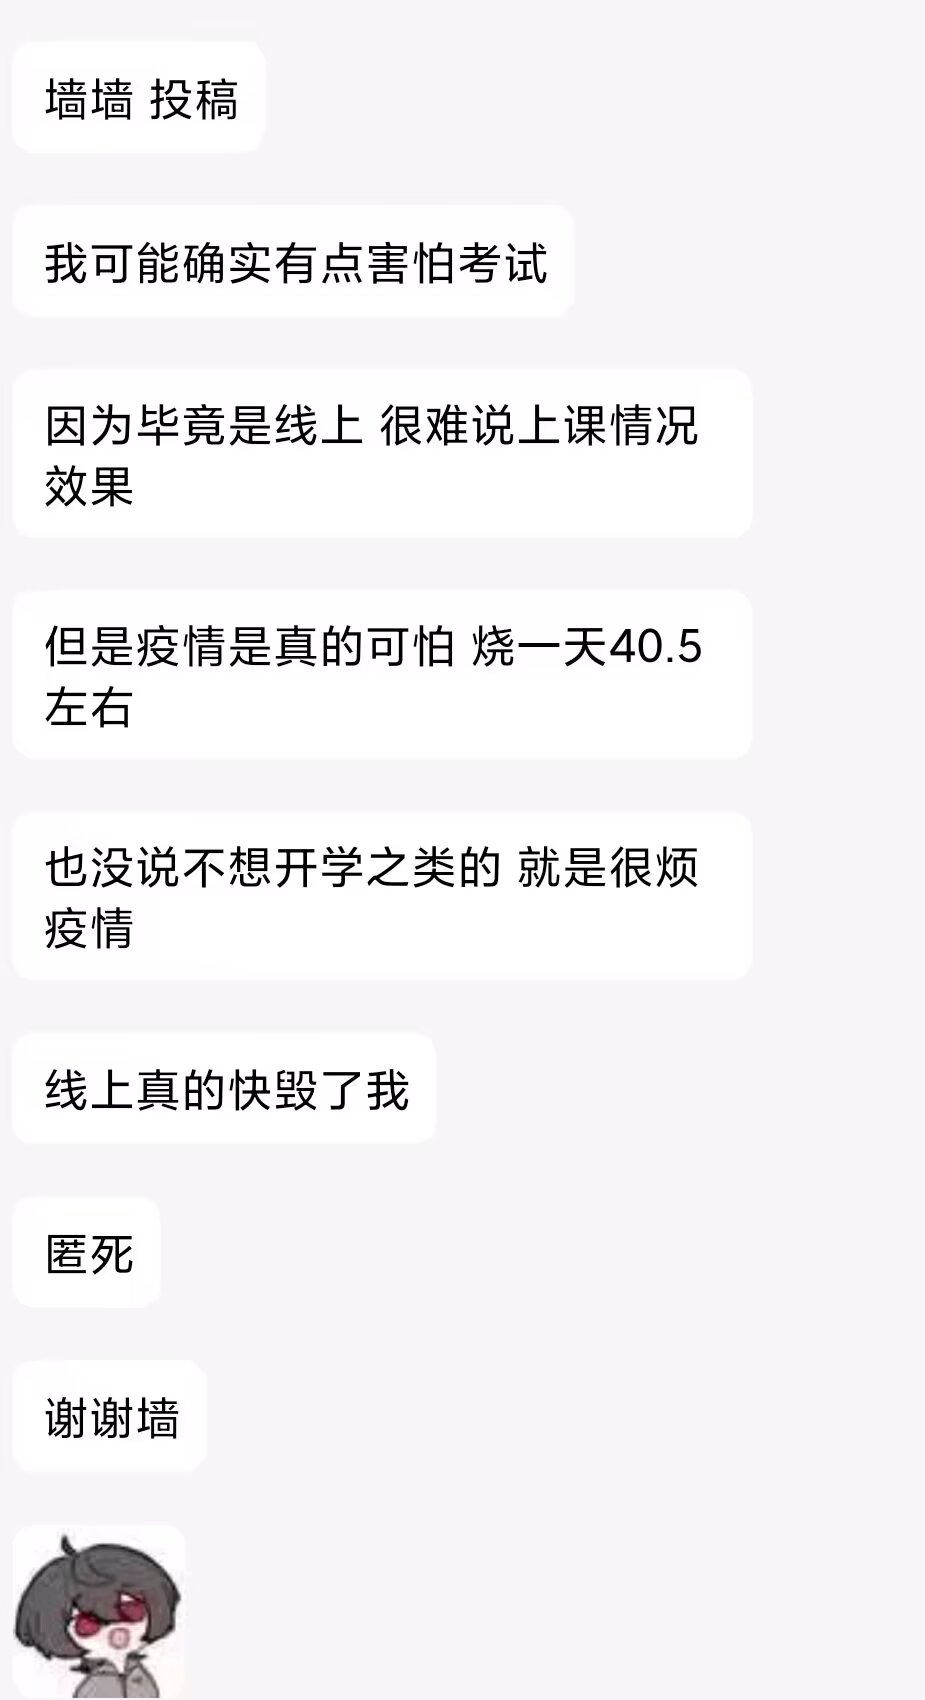 墙墙 投稿
我可能确实有点害怕考试
因为毕竟是线上 很难说上课情况
效果
但是疫情是真的可怕 烧一天40.5
左右
也没说不想开学之类的 就是很烦
疫情
线上真的快毁了我
匿死
谢谢墙